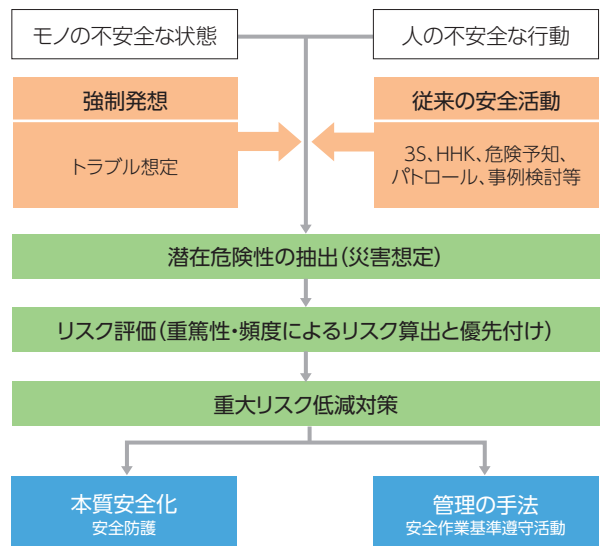 モノの不安全な状態
人の不安全な行動
強制発想
トラブル想定
従来の安全活動
3S、HHK、危険予知、
パトロール、事例検討等
潜在危険性の抽出(災害想定)
リスク評価(重篤性・頻度によるリスク算出と優先付け)
重大リスク低減対策
本質安全化
安全防護
管理の手法
安全作業基準遵守活動